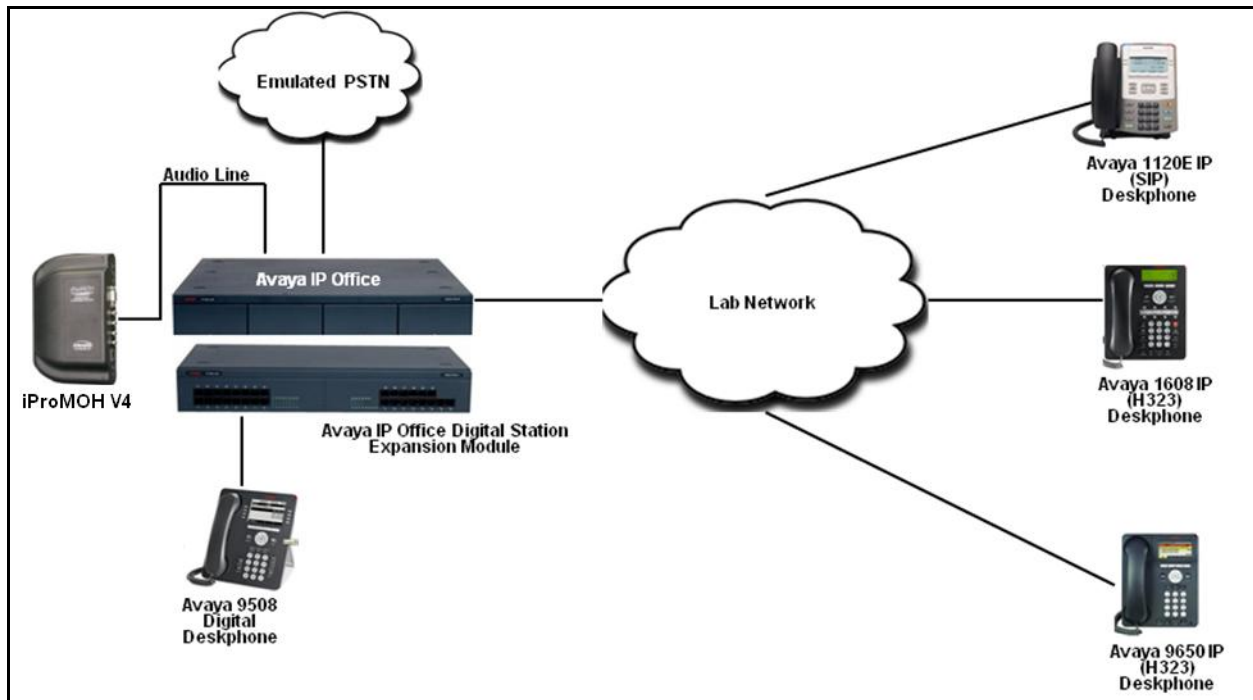 Emulated PSTN
Audio Line
Avaya IP Office
iProMOH V4
Avaya IP Office Digital Station
Expansion Module
Avaya 9508
Digital
Deskphone
Lab Network
Avaya 1120E IP
(SIP)
Deskphone
Avaya 1608 IP
(H323)
Deskphone
Avaya 9650 IP
(H323)
Deskphone